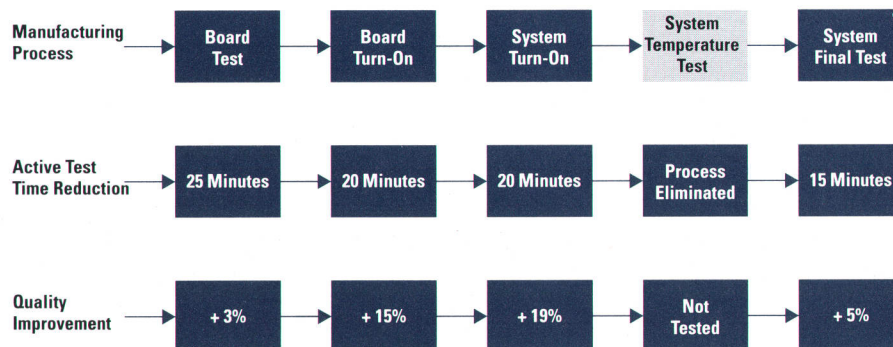 Manufacturing
Process
Board
Test
Board
Turn-On
System
Turn-On
System
Temperature
Test
System
Final Test
Active Test
Time Reduction
25 Minutes
20 Minutes
20 Minutes
Process
Eliminated
15 Minutes
Quality
Improvement
+ 3%
+ 15%
+ 19%
Not
Tested
+ 5%